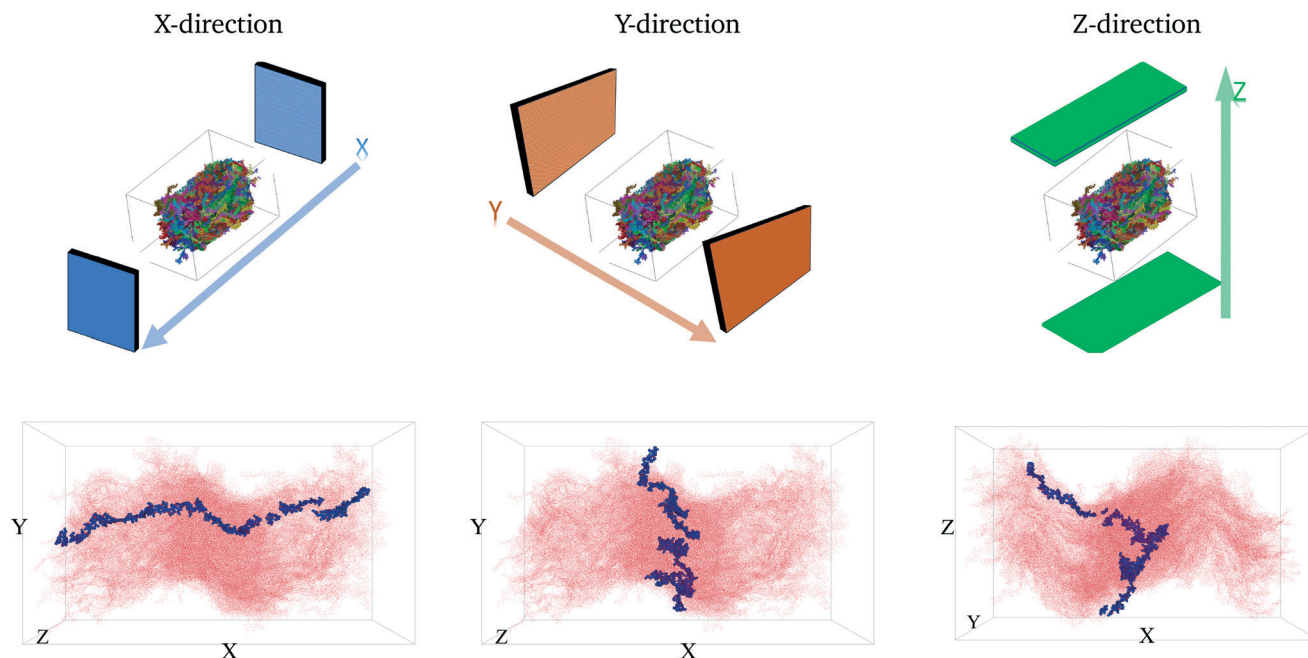 X-direction
Y-direction
Z-direction
X
Y
Z
Y
Z
X
Y
Z
X
Z
Y
X